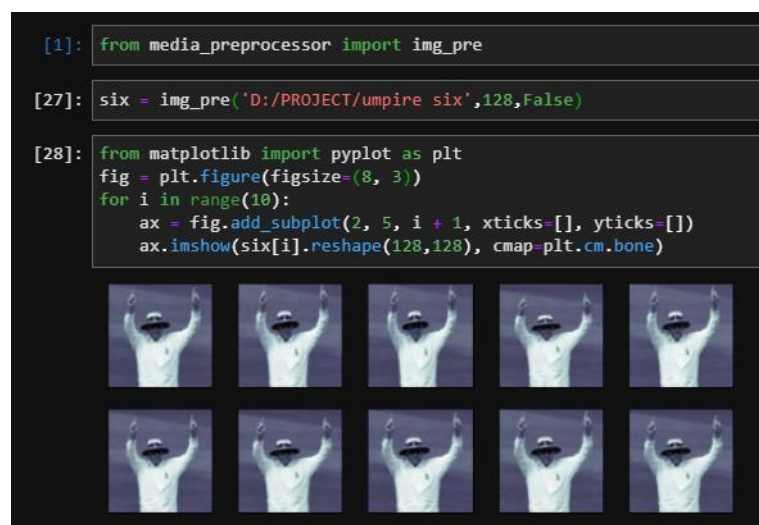 [1]: from media_preprocessor import img_pre
[27]: six = img_pre('D:/PROJECT/umpire six',128,False)
[28]: from matplotlib import pyplot as plt
fig = plt.figure(figsize=(8, 3))
for i in range(10):
    ax = fig.add_subplot(2, 5, i + 1, xticks=[], yticks=[])
    ax.imshow(six[i].reshape(128,128), cmap=plt.cm.bone)